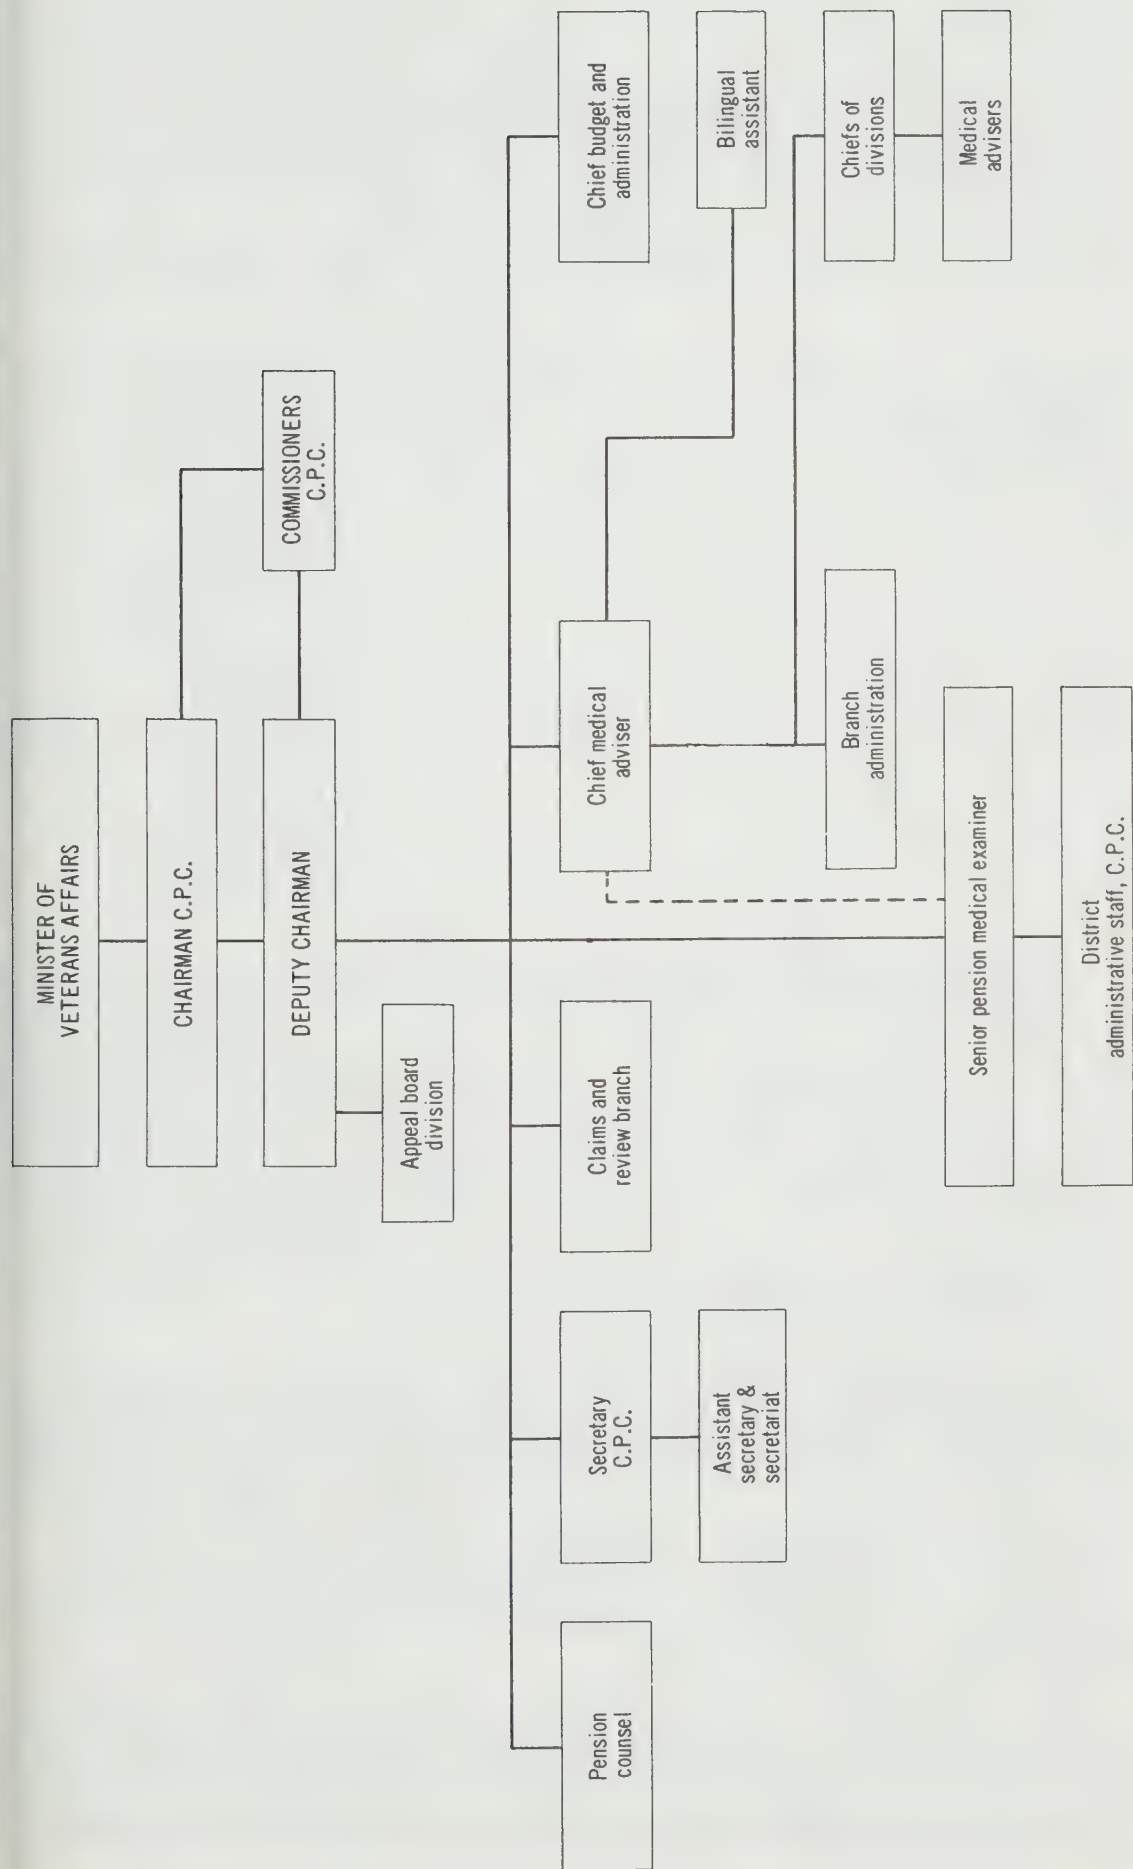 MINISTER OF
VETERANS AFFAIRS
CHAIRMAN C.P.C.
COMMISSIONERS
C.P.C.
DEPUTY CHAIRMAN
Appeal board
division
Pension
counsel
Secretary
C.P.C.
Claims and
review branch
Chief medical
adviser
Chief budget and
administration
Assistant
secretary &
secretariat
Bilingual
assistant
Branch
administration
Chiefs of
divisions
Senior pension medical examiner
Medical
advisers
District
administrative staff, C.P.C.